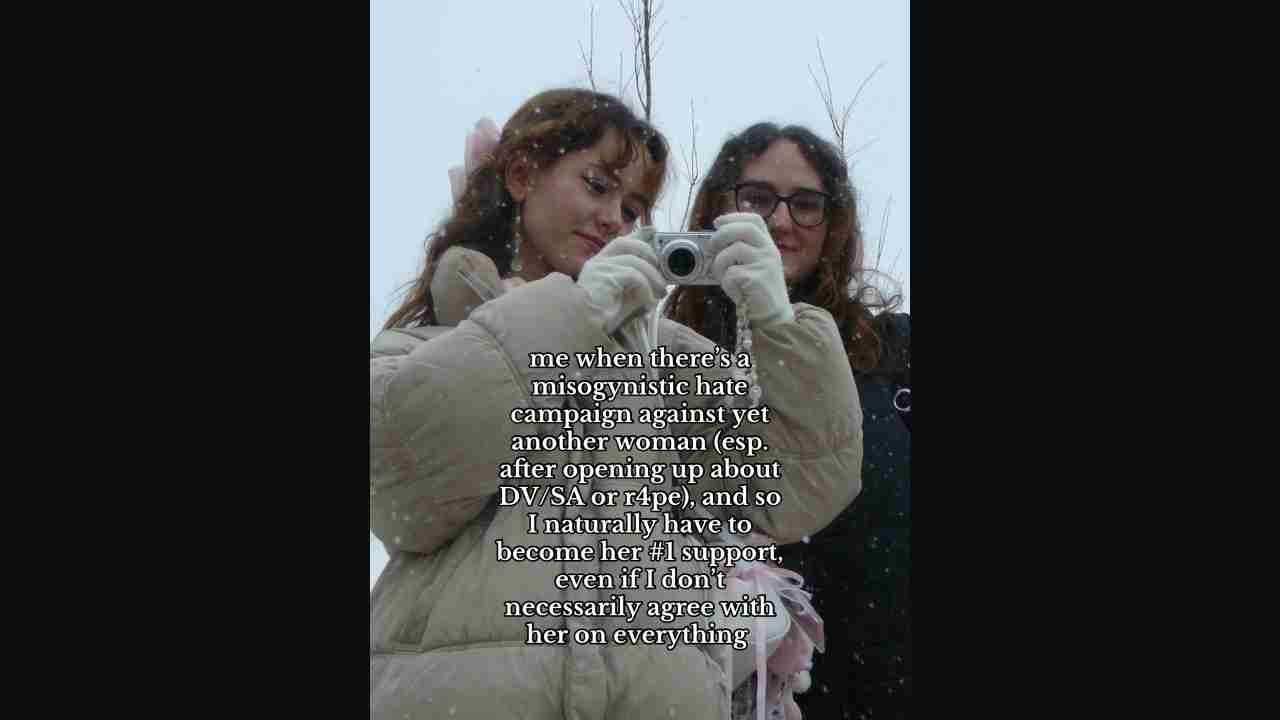 me when there's a
misogynistic hate
campaign against yet
another woman (esp.
after opening up about
DV/SA or r4pe), and so
I naturally have to
become her #1 support,
even if I don't
necessarily agree with
her on everything